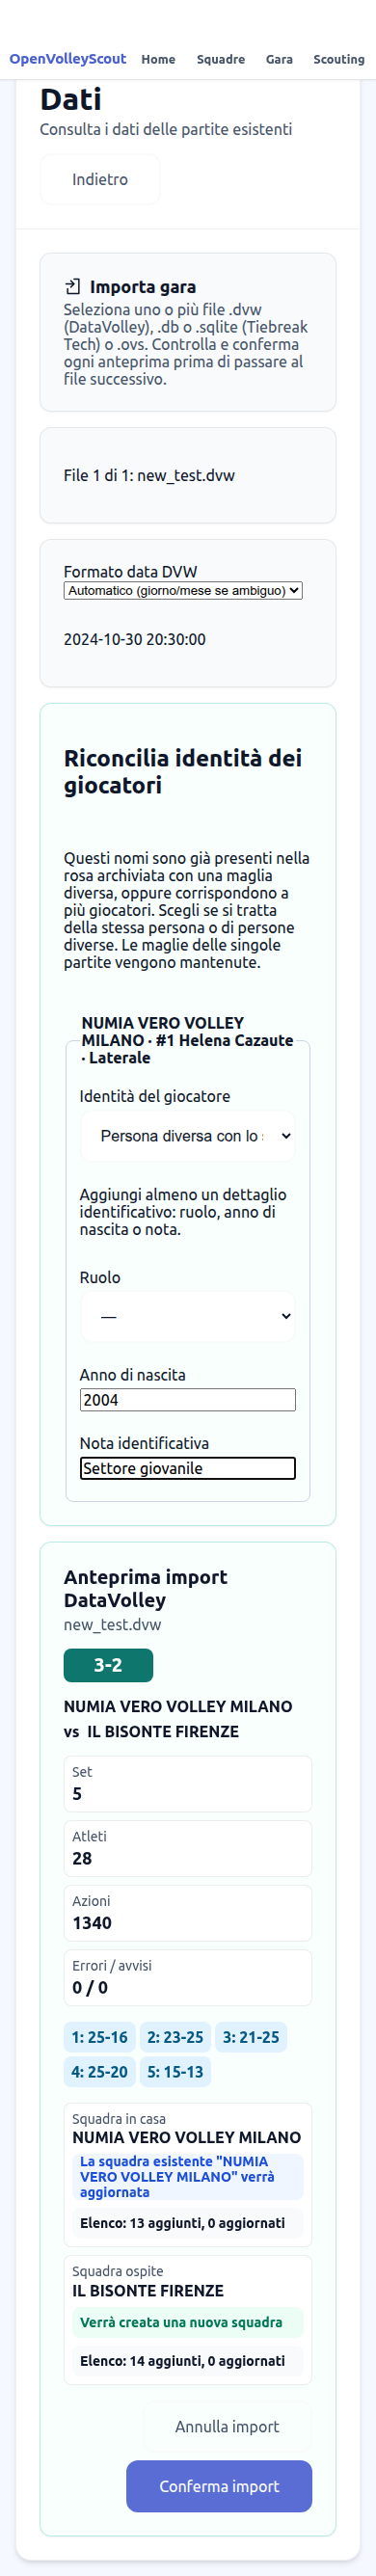 OpenVolleyScout Home Squadre Gara Scouting
Dati
Consulta i dati delle partite esistenti
Indietro
Importa gara
Seleziona uno o più file .dvw
(DataVolley), .db o .sqlite (Tiebreak
Tech) o .ovs. Controlla e conferma
ogni anteprima prima di passare al
file successivo.
File 1 di 1: new_test.dvw
Formato data DVW
Automatico (giorno/mese se ambiguo)
2024-10-30 20:30:00
Riconcilia identità dei
giocatori
Questi nomi sono già presenti nella
rosa archiviata con una maglia
diversa, oppure corrispondono a
più giocatori. Scegli se si tratta
della stessa persona o di persone
diverse. Le maglie delle singole
partite vengono mantenute.
NUMIA VERO VOLLEY
MILANO · #1 Helena Cazaute
· Laterale
Identità del giocatore
Persona diversa con lo
Aggiungi almeno un dettaglio
identificativo: ruolo, anno di
nascita o nota.
Ruolo
—
Anno di nascita
2004
Nota identificativa
Settore giovanile
Anteprima import
DataVolley
new_test.dvw
3-2
NUMIA VERO VOLLEY MILANO
vs IL BISONTE FIRENZE
Set
5
Atleti
28
Azioni
1340
Errori / avvisi
0 / 0
1: 25-16 2: 23-25 3: 21-25
4: 25-20 5: 15-13
Squadra in casa
NUMIA VERO VOLLEY MILANO
La squadra esistente "NUMIA
VERO VOLLEY MILANO" verrà
aggiornata
Elenco: 13 aggiunti, 0 aggiornati
Squadra ospite
IL BISONTE FIRENZE
Verrà creata una nuova squadra
Elenco: 14 aggiunti, 0 aggiornati
Annulla import
Conferma import